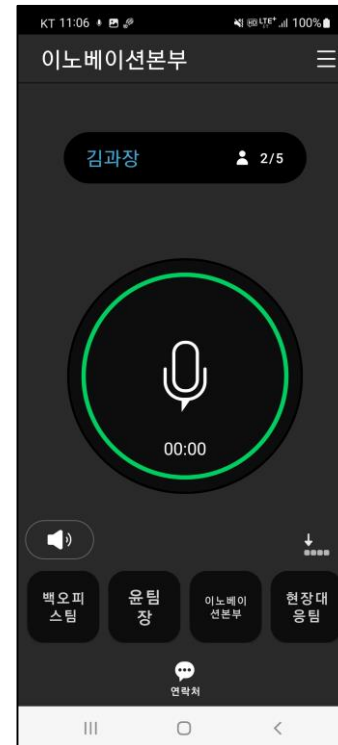 KT 11:06 LTE+ 100%
이노베이션본부
김과장 2/5
00:00
백오피
스팀
윤팀
장
이노베이
션본부
현장대
응팀
연락처